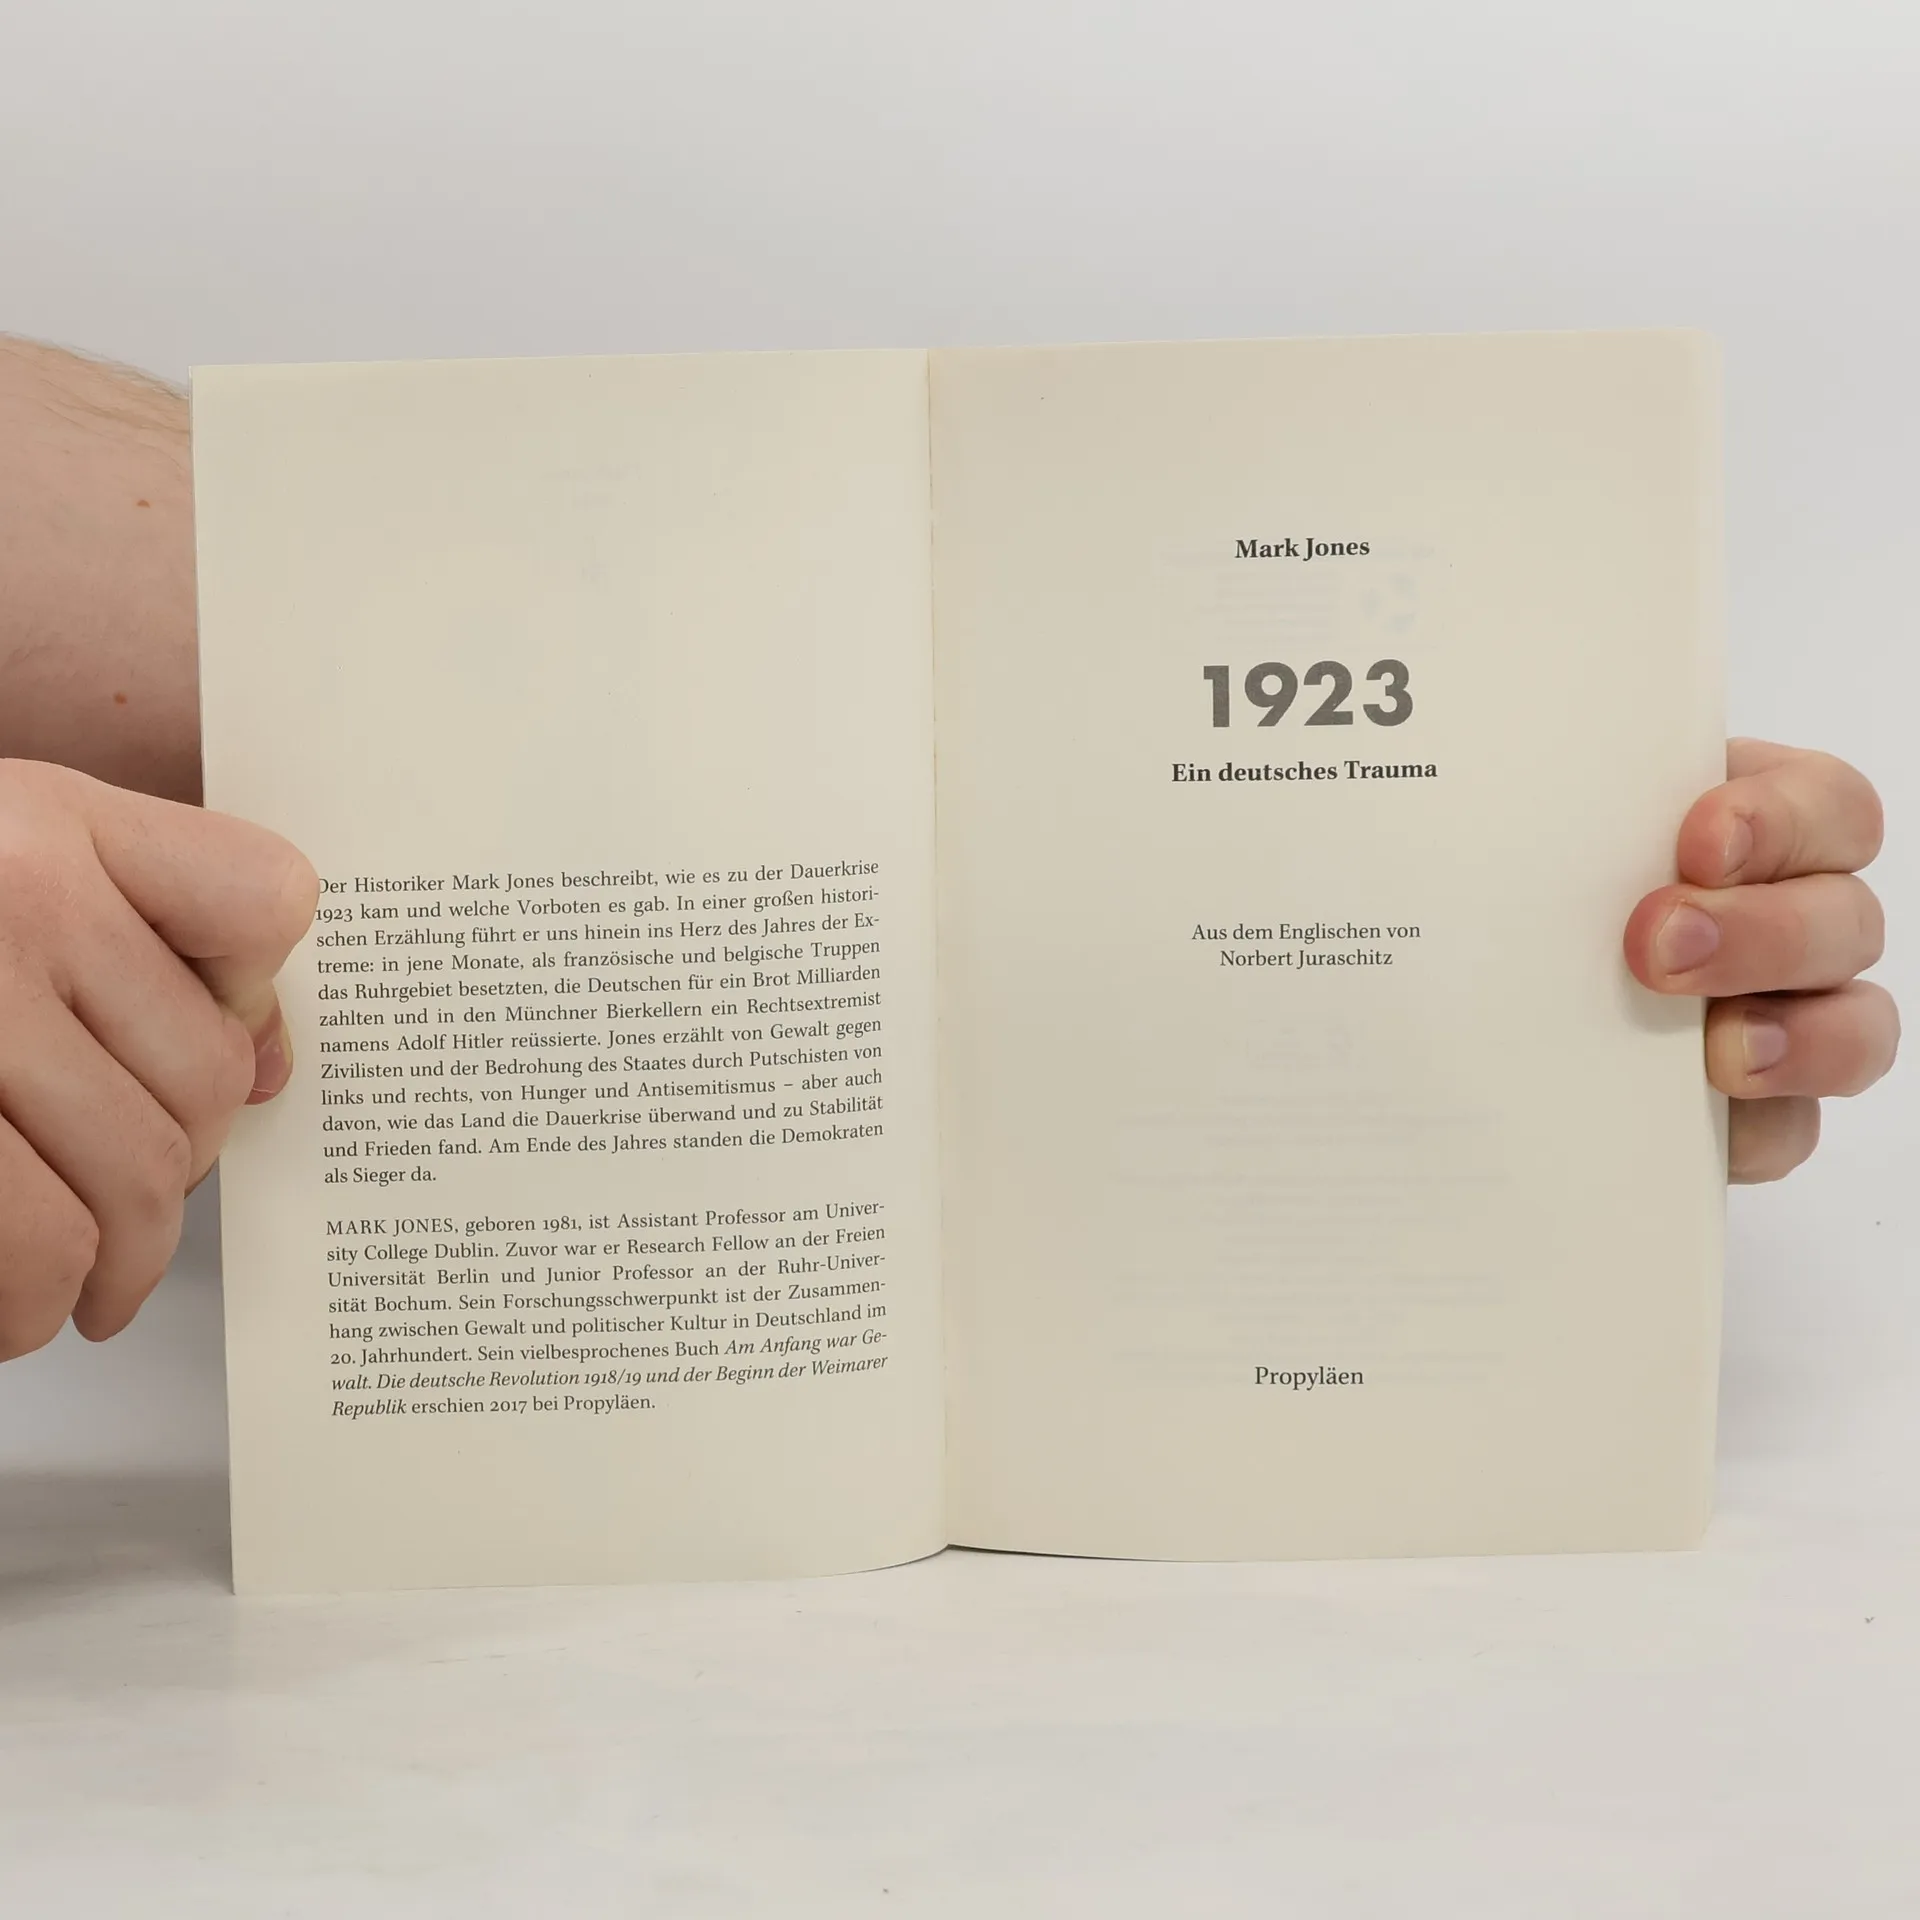 Der Historiker Mark Jones beschreibt, wie es zu der Dauerkrise
1923 kam und welche Vorboten es gab. In einer großen histori-
schen Erzählung führt er uns hinein ins Herz des Jahres der Ex-
treme: in jene Monate, als französische und belgische Truppen
das Ruhrgebiet besetzten, die Deutschen für ein Brot Milliarden
zahlten und in den Münchner Bierkellern ein Rechtsextremist
namens Adolf Hitler reüssierte. Jones erzählt von Gewalt gegen
Zivilisten und der Bedrohung des Staates durch Putschisten von
links und rechts, von Hunger und Antisemitismus – aber auch
davon, wie das Land die Dauerkrise überwand und zu Stabilität
und Frieden fand. Am Ende des Jahres standen die Demokraten
als Sieger da.
MARK JONES, geboren 1981, ist Assistant Professor am Univer-
sity College Dublin. Zuvor war er Research Fellow an der Freien
Universität Berlin und Junior Professor an der Ruhr-Univer-
sität Bochum. Sein Forschungsschwerpunkt ist der Zusammen-
hang zwischen Gewalt und politischer Kultur in Deutschland im
20. Jahrhundert. Sein vielbesprochenes Buch Am Anfang war Ge-
walt. Die deutsche Revolution 1918/19 und der Beginn der Weimarer
Republik erschien 2017 bei Propyläen.
Mark Jones
1923
Ein deutsches Trauma
Aus dem Englischen von
Norbert Juraschitz
Propyläen